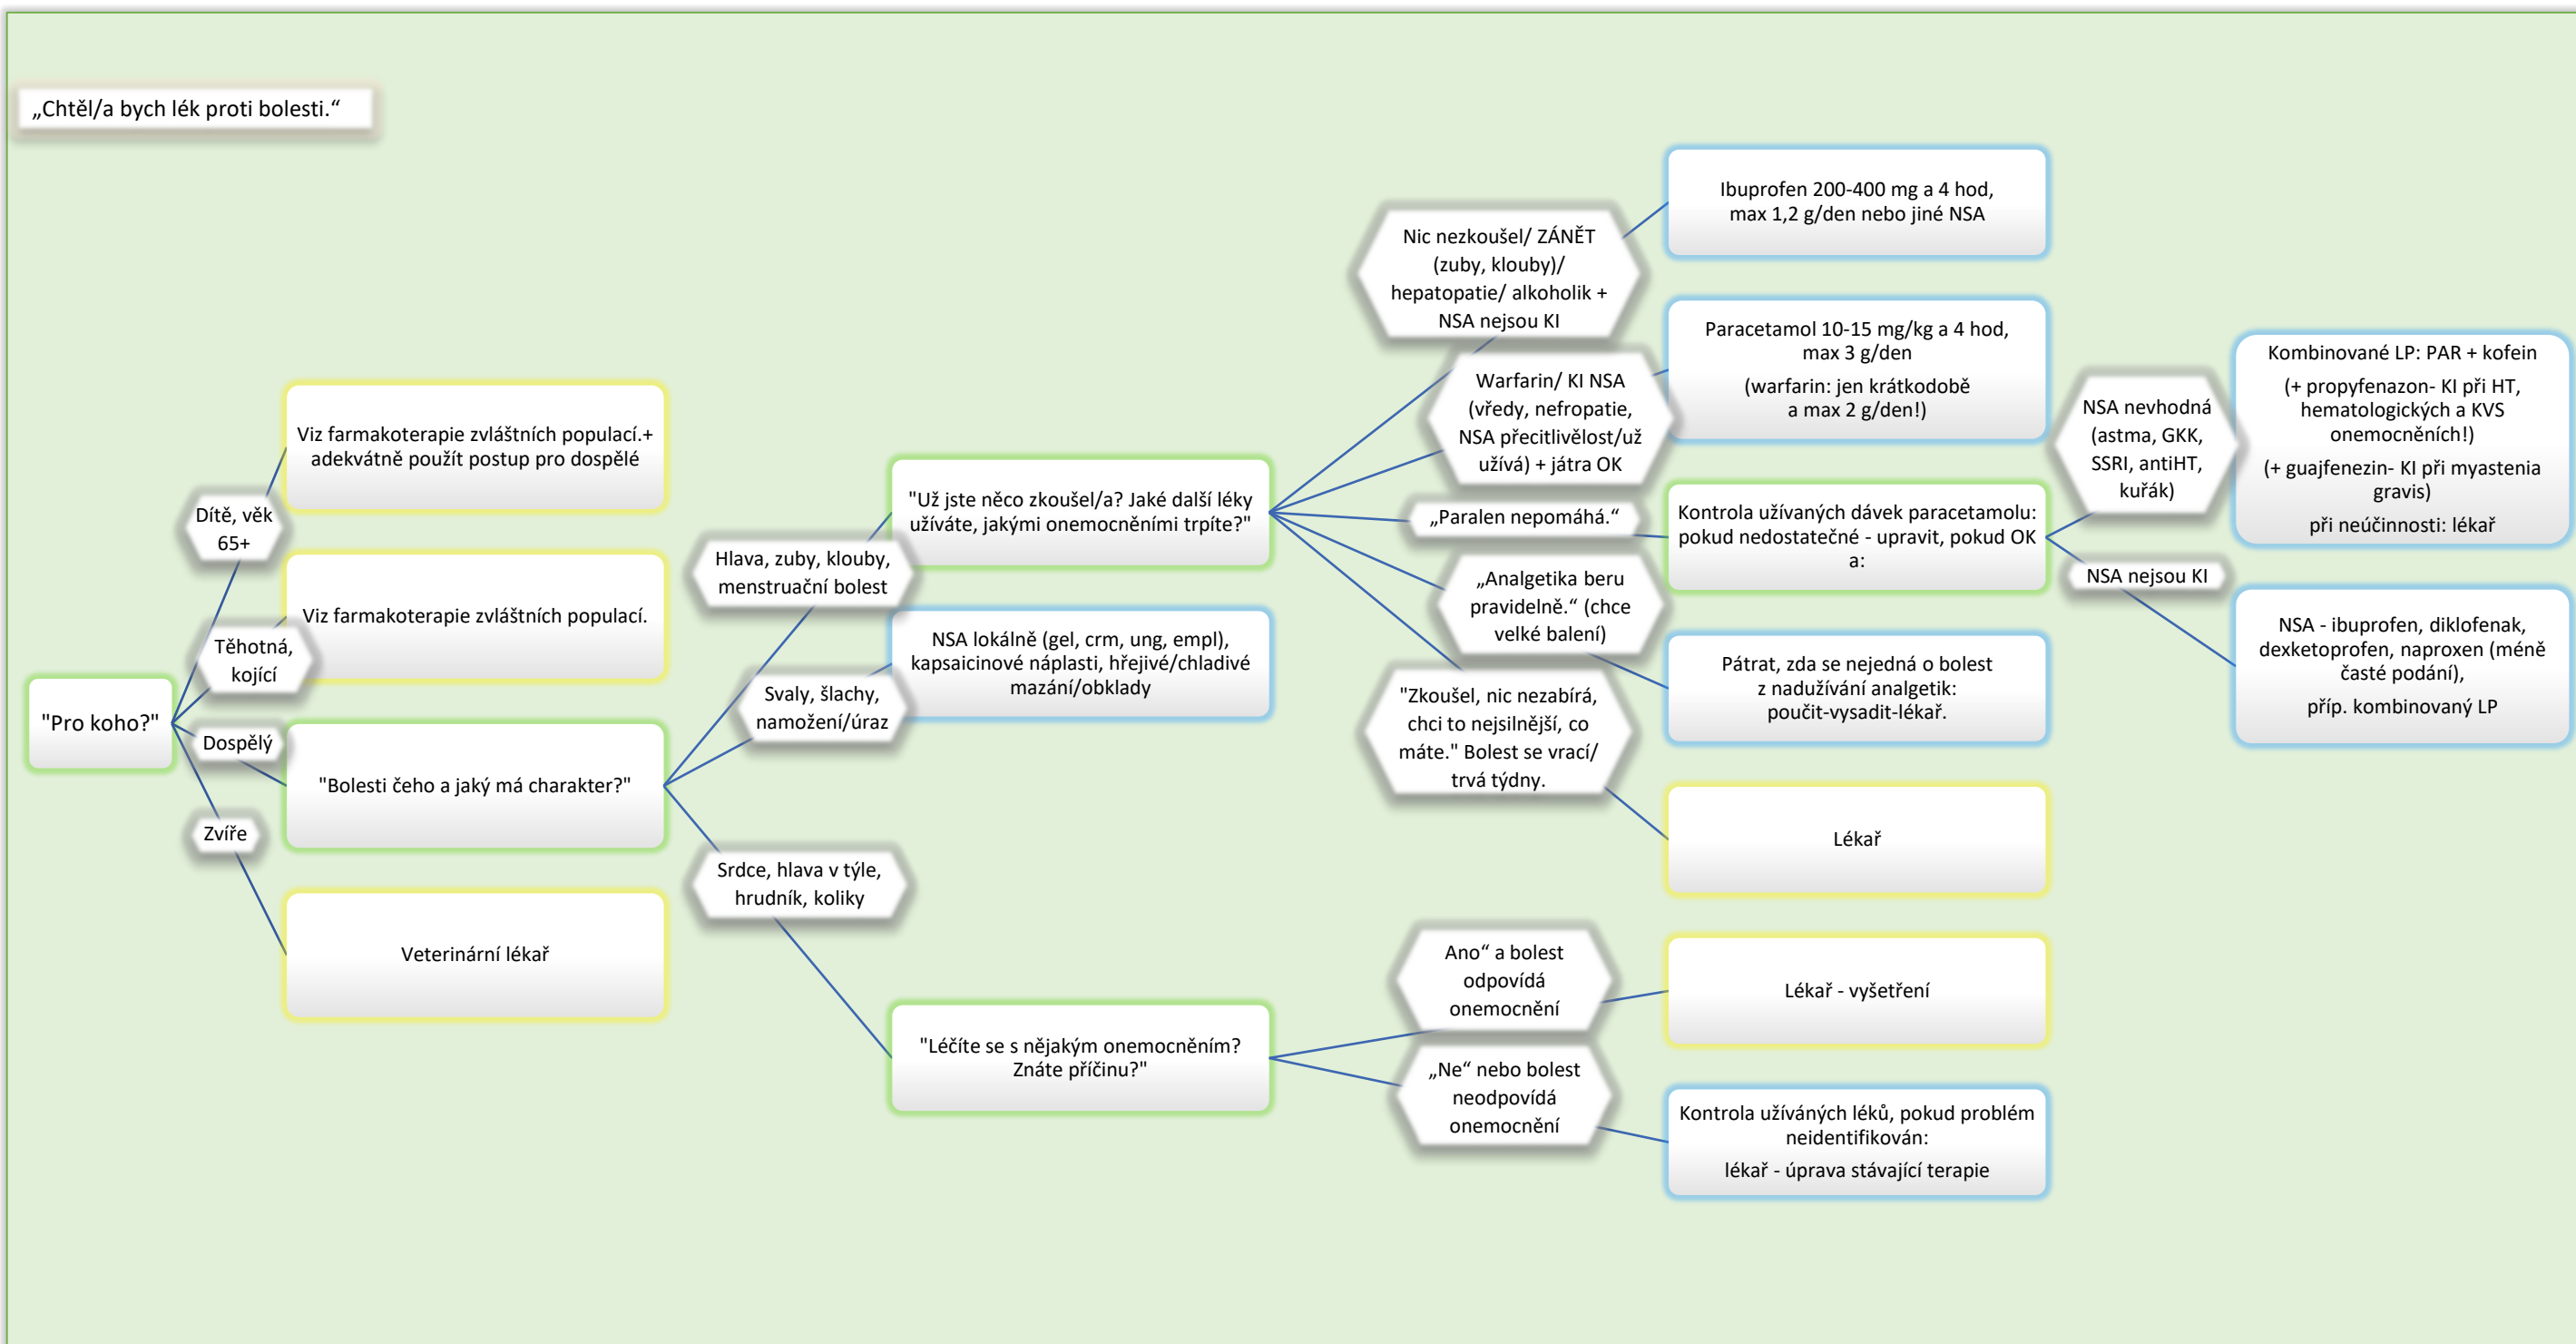 „Chtěl/a bych lék proti bolesti.“
"Pro koho?"
Dítě, věk
65+
Těhotná,
kojící
Dospělý
Zvíře
Viz farmakoterapie zvláštních populací.+
adekvátně použít postup pro dospělé
Viz farmakoterapie zvláštních populací.
"Bolesti čeho a jaký má charakter?"
Veterinární lékař
Hlava, zuby, klouby,
menstruační bolest
Svaly, šlachy,
namožení/úraz
Srdce, hlava v týle,
hrudník, koliky
"Už jste něco zkoušel/a? Jaké další léky
užíváte, jakými onemocněními trpíte?"
NSA lokálně (gel, crm, ung, empl),
kapsaicinové náplasti, hřejivé/chladivé
mazání/obklady
"Léčíte se s nějakým onemocněním?
Znáte příčinu?"
Nic nezkoušel/ ZÁNĚT
(zuby, klouby)/
hepatopatie/ alkoholik +
NSA nejsou KI
Warfarin/ KI NSA
(vředy, nefropatie,
NSA přecitlivělost/už
užívá) + játra OK
„Paralen nepomáhá.“
„Analgetika beru
pravidelně.“ (chce
velké balení)
"Zkoušel, nic nezabírá,
chci to nejsilnější, co
máte." Bolest se vrací/
trvá týdny.
Ano“ a bolest
odpovídá
onemocnění
„Ne“ nebo bolest
neodpovídá
onemocnění
Ibuprofen 200-400 mg a 4 hod,
max 1,2 g/den nebo jiné NSA
Paracetamol 10-15 mg/kg a 4 hod,
max 3 g/den
(warfarin: jen krátkodobě
a max 2 g/den!)
Kontrola užívaných dávek paracetamolu:
pokud nedostatečné - upravit, pokud OK
a:
Pátrat, zda se nejedná o bolest
z nadužívání analgetik:
poučit-vysadit-lékař.
Lékař
Lékař - vyšetření
Kontrola užíváných léků, pokud problém
neidentifikován:
lékař - úprava stávající terapie
NSA nevhodná
(astma, GKK,
SSRI, antiHT,
kuřák)
NSA nejsou KI
Kombinované LP: PAR + kofein
(+ propyfenazon- KI při HT,
hematologických a KVS
onemocněních!)
(+ guajfenezin- KI při myastenia
gravis)
při neúčinnosti: lékař
NSA - ibuprofen, diklofenak,
dexketoprofen, naproxen (méně
časté podání),
příp. kombinovaný LP